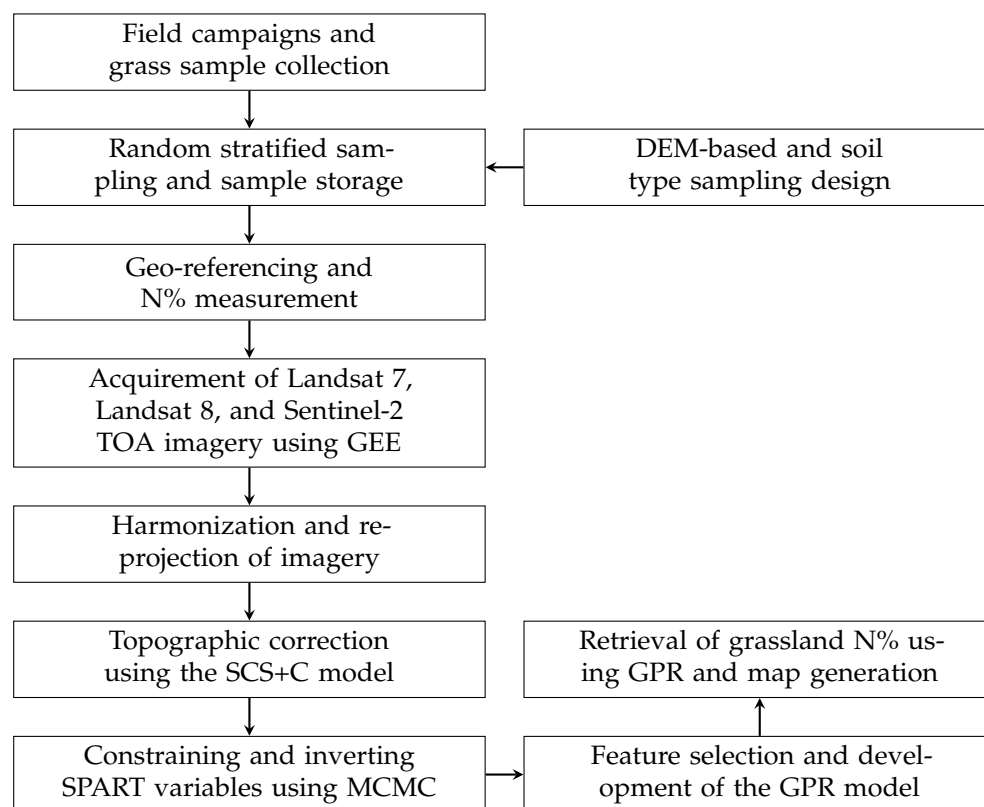 Field campaigns and
grass sample collection
Random stratified sam-
pling and sample storage
DEM-based and soil
type sampling design
Geo-referencing and
N% measurement
Acquirement of Landsat 7,
Landsat 8, and Sentinel-2
TOA imagery using GEE
Harmonization and re-
projection of imagery
Topographic correction
using the SCS+C model
Retrieval of grassland N% us-
ing GPR and map generation
Constraining and inverting
SPART variables using MCMC
Feature selection and devel-
opment of the GPR model